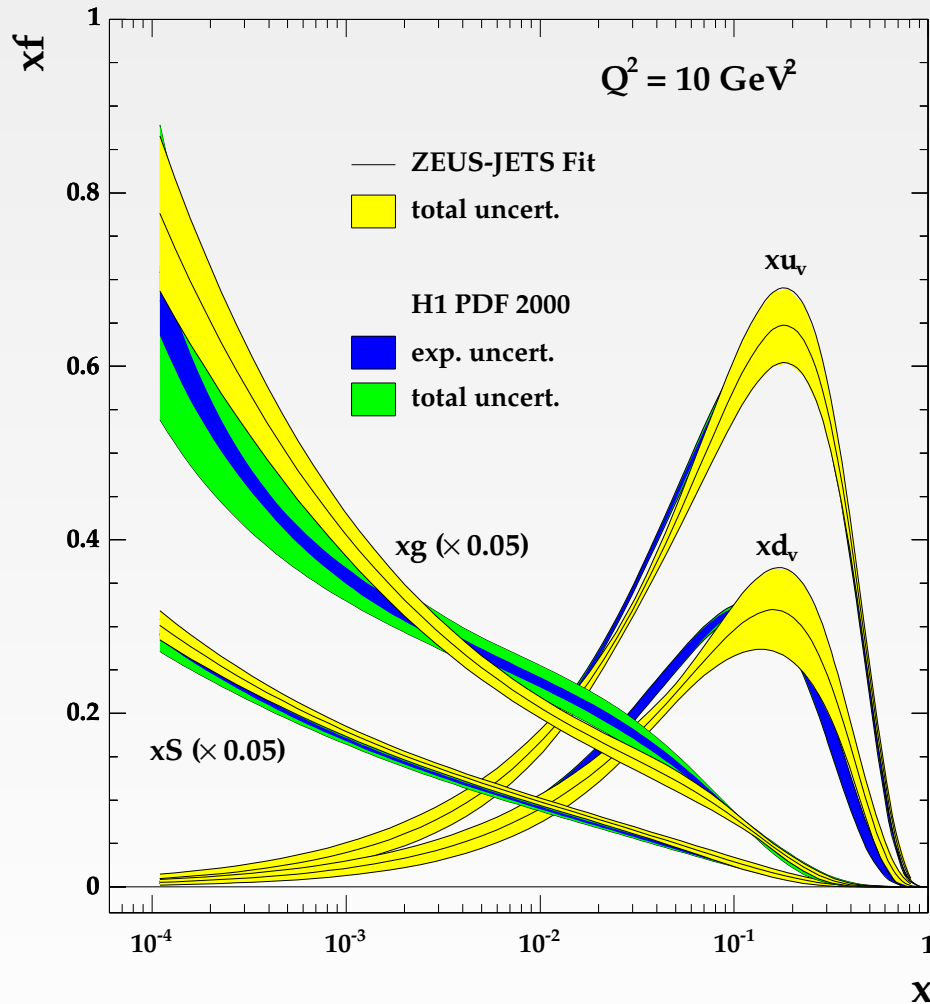 xf
1
0.8
0.6
0.4
0.2
0
Q² = 10 GeV²
ZEUS-JETS Fit
total uncert.
H1 PDF 2000
exp. uncert.
total uncert.
xuᵥ
xdᵥ
xg (× 0.05)
xS (× 0.05)
10⁻⁴ 10⁻³ 10⁻² 10⁻¹ 1
x